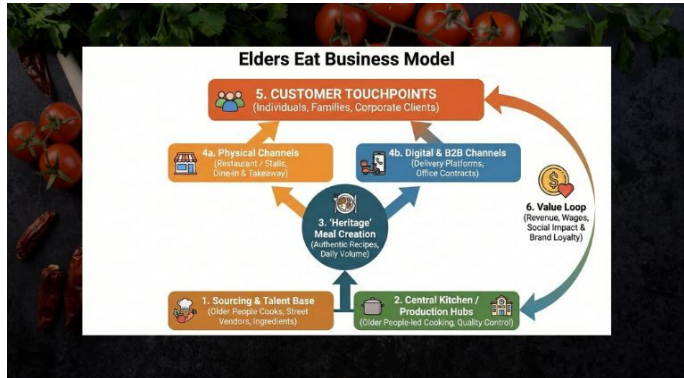 Elders Eat Business Model
5. CUSTOMER TOUCHPOINTS
(Individuals, Families, Corporate Clients)
4a. Physical Channels
(Restaurant / Stalls,
Dine-in & Takeaway)
4b. Digital & B2B Channels
(Delivery Platforms,
Office Contracts)
3. 'Heritage'
Meal Creation
(Authentic Recipes,
Daily Volume)
6. Value Loop
(Revenue, Wages,
Social Impact &
Brand Loyalty)
1. Sourcing & Talent Base
(Older People Cooks, Street
Vendors, Ingredients)
2. Central Kitchen /
Production Hubs
(Older People-led Cooking, Quality Control)